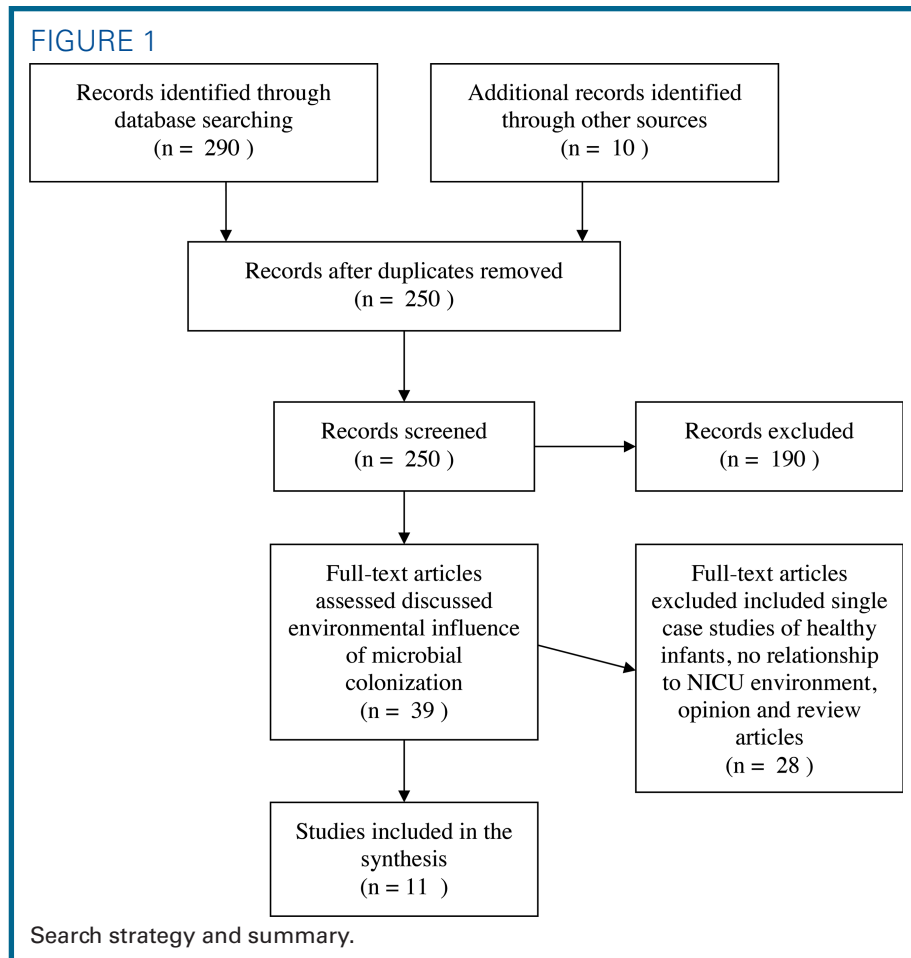 FIGURE 1
Records identified through
database searching
(n = 290 )
Additional records identified
through other sources
(n = 10 )
Records after duplicates removed
(n = 250 )
Records screened
(n = 250 )
Records excluded
(n = 190 )
Full-text articles
assessed discussed
environmental influence
of microbial
colonization
(n = 39 )
Full-text articles
excluded included single
case studies of healthy
infants, no relationship
to NICU environment,
opinion and review
articles
(n = 28 )
Studies included in the
synthesis
(n = 11 )
Search strategy and summary.